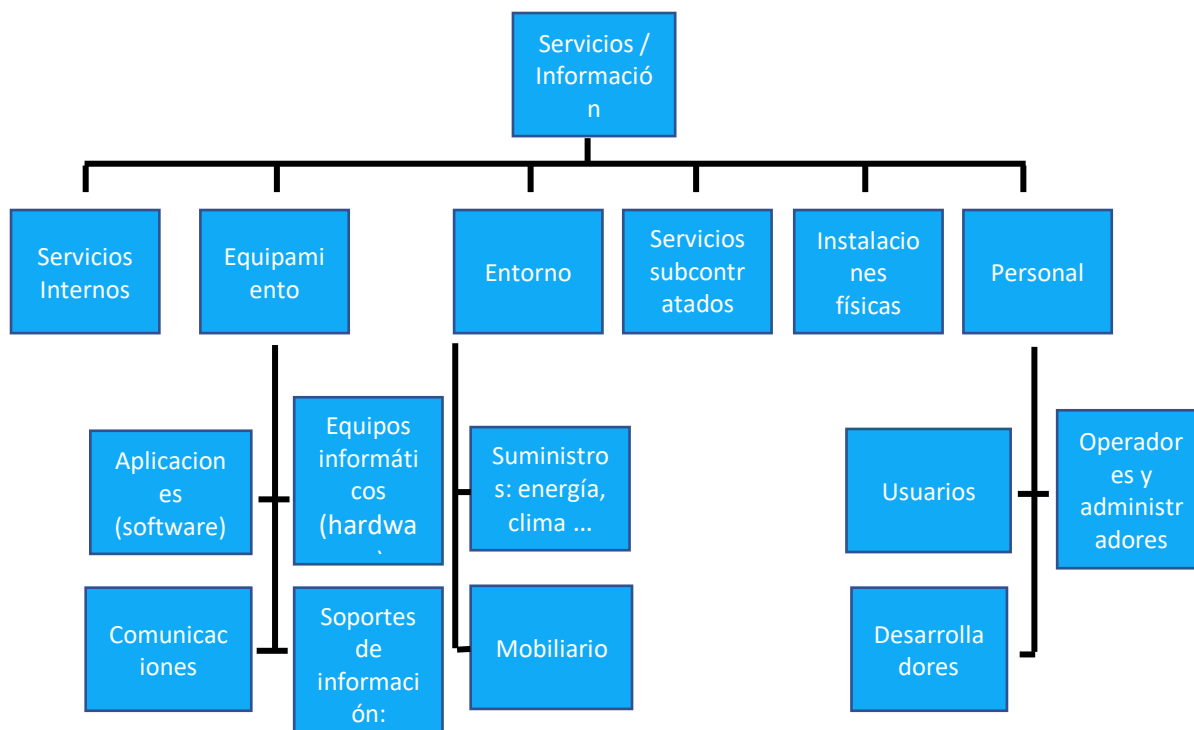 Servicios /
Informació
n
Servicios
Internos
Equipami
ento
Entorno
Servicios
subcontr
atados
Instalacio
nes
físicas
Personal
Aplicacion
es
(software)
Equipos
informáti
cos
(hardwa
Suministro
s: energía,
clima ...
Usuarios
Operador
es y
administr
adores
Comunicac
iones
Soportes
de
informaci
ón:
Mobiliario
Desarrolla
dores